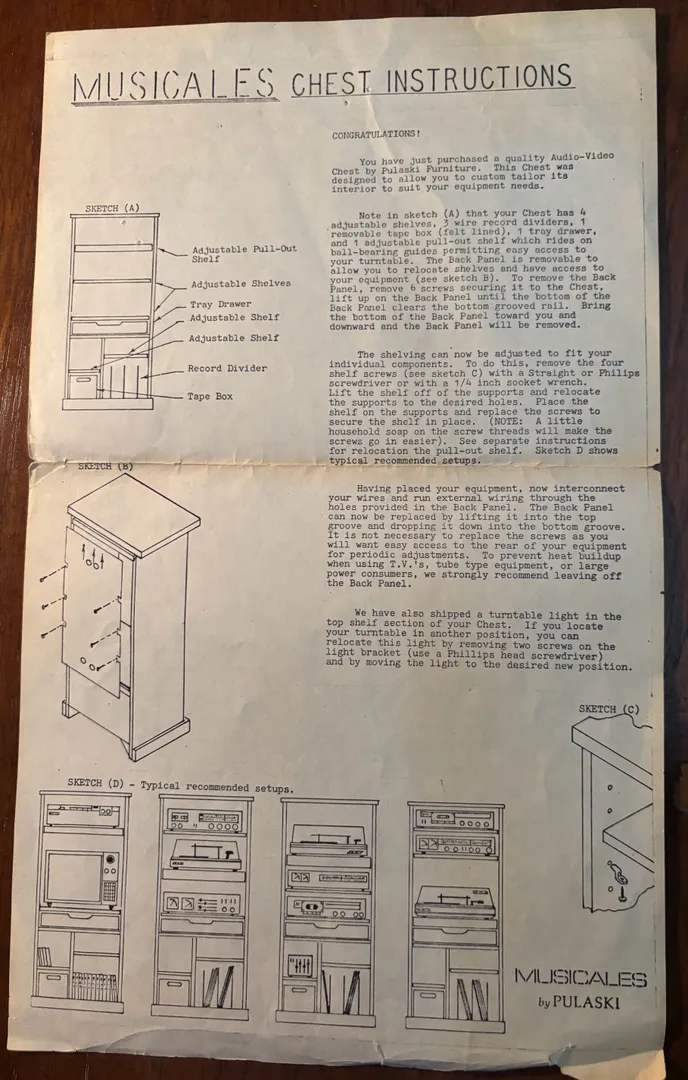 MUSICALES CHEST INSTRUCTIONS
CONGRATULATIONS!
You have just purchased a quality Audio-Video
Chest by Pulaski Furniture. This Chest was
designed to allow you to custom tailor its
interior to suit your equipment needs.
Note in sketch (A) that your Chest has 4
adjustable shelves, 3 wire record dividers, 1
removable tape box (felt lined), 1 tray drawer,
and 1 adjustable pull-out shelf which rides on
ball-bearing guides permitting easy access to
your turntable. The Back Panel is removable to
allow you to relocate shelves and have access to
your equipment (see sketch B). To remove the Back
Panel, remove 6 screws securing it to the Chest,
lift up on the Back Panel until the bottom of the
Back Panel clears the bottom grooved rail. Bring
the bottom of the Back Panel toward you and
downward and the Back Panel will be removed.
The shelving can now be adjusted to fit your
individual components. To do this, remove the four
shelf screws (see sketch C) with a Straight or Philips
screwdriver or with a 1/4 inch socket wrench.
Lift the shelf off of the supports and relocate
the supports to the desired holes. Place the
shelf on the supports and replace the screws to
secure the shelf in place. (NOTE: A little
household soap on the screw threads will make the
screws go in easier). See separate instructions
for relocation the pull-out shelf. Sketch D shows
typical recommended setups.
Having placed your equipment, now interconnect
your wires and run external wiring through the
holes provided in the Back Panel. The Back Panel
can now be replaced by lifting it into the top
groove and dropping it down into the bottom groove.
It is not necessary to replace the screws as you
will want easy access to the rear of your equipment
for periodic adjustments. To prevent heat buildup
when using T.V.'s, tube type equipment, or large
power consumers, we strongly recommend leaving off
the Back Panel.
We have also shipped a turntable light in the
top shelf section of your Chest. If you locate
your turntable in another position, you can
relocate this light by removing two screws on the
light bracket (use a Phillips head screwdriver)
and by moving the light to the desired new position.
SKETCH (A)
Adjustable Pull-Out
Shelf
Adjustable Shelves
Tray Drawer
Adjustable Shelf
Adjustable Shelf
Record Divider
Tape Box
SKETCH (B)
SKETCH (C)
SKETCH (D) - Typical recommended setups.
MUSICALES
by PULASKI